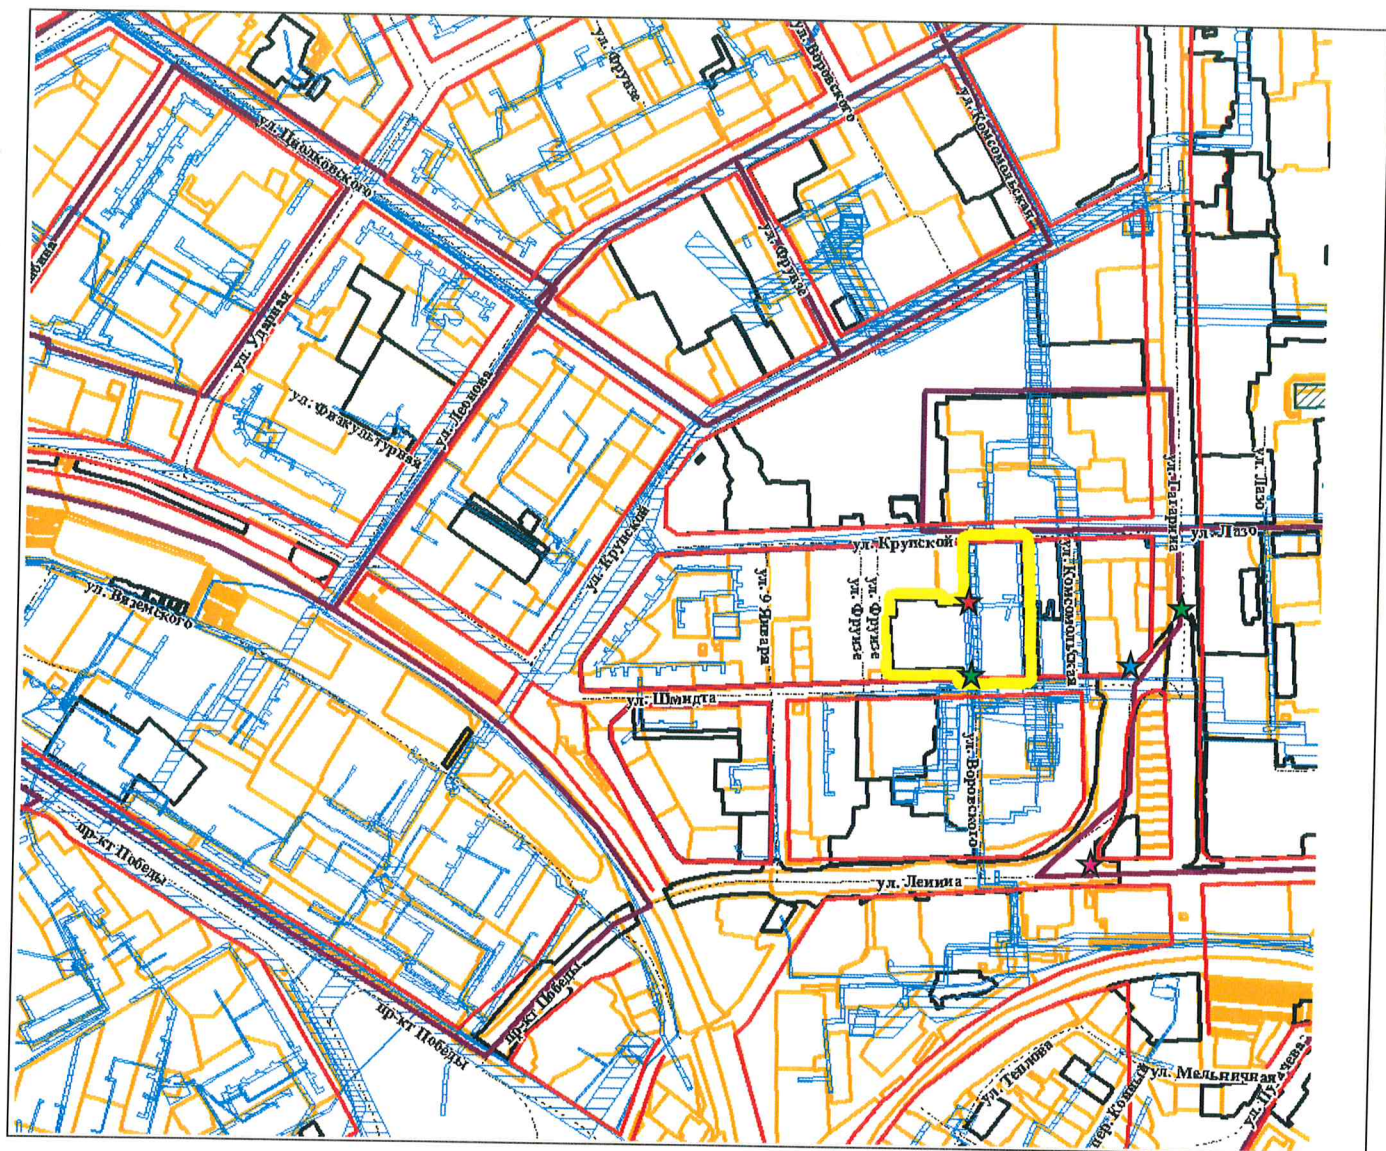 ул. Фрунзе
ул. Воровского
ул. Комсомольская
ул. Циолковского
ул. Фрунзе
ул. Ударная
ул. Леонова
ул. Физкультурная
ул. Гагарина
ул. Лазо
ул. Крупской
ул. Крупской
ул. Лазо
ул. Вяземского
ул. 9 Января
ул. Фрунзе
ул. Фрунзе
ул. Комсомольская
ул. Шмидта
ул. Воровского
пр-кт Победы
ул. Ленина
пр-кт Победы
пр-кт Победы
ул. Теплова
пер. Конный
ул. Мельничная